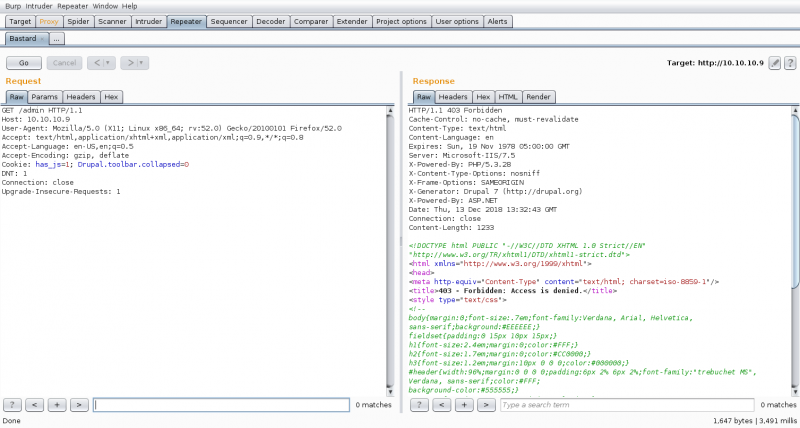 Burp Intruder Repeater Window Help
Target Proxy Spider Scanner Intruder Repeater Sequencer Decoder Comparer Extender Project options User options Alerts
Bastard ...
Go Cancel < > Target: http://10.10.10.9 ?
Request
Raw Params Headers Hex
GET /admin HTTP/1.1
Host: 10.10.10.9
User-Agent: Mozilla/5.0 (X11; Linux x86_64; rv:52.0) Gecko/20100101 Firefox/52.0
Accept: text/html,application/xhtml+xml,application/xml;q=0.9,*/*;q=0.8
Accept-Language: en-US,en;q=0.5
Accept-Encoding: gzip, deflate
Cookie: has_js=1; Drupal.toolbar.collapsed=0
DNT: 1
Connection: close
Upgrade-Insecure-Requests: 1
? < + > 0 matches
Response
Raw Headers Hex HTML Render
HTTP/1.1 403 Forbidden
Cache-Control: no-cache, must-revalidate
Content-Type: text/html
Content-Language: en
Expires: Sun, 19 Nov 1978 05:00:00 GMT
Server: Microsoft-IIS/7.5
X-Powered-By: PHP/5.3.28
X-Content-Type-Options: nosniff
X-Frame-Options: SAMEORIGIN
X-Generator: Drupal 7 (http://drupal.org)
X-Powered-By: ASP.NET
Date: Thu, 13 Dec 2018 13:32:43 GMT
Connection: close
Content-Length: 1233
<!DOCTYPE html PUBLIC "-//W3C//DTD XHTML 1.0 Strict//EN"
"http://www.w3.org/TR/xhtml1/DTD/xhtml1-strict.dtd">
<html xmlns="http://www.w3.org/1999/xhtml">
<head>
<meta http-equiv="Content-Type" content="text/html; charset=iso-8859-1"/>
<title>403 - Forbidden: Access is denied.</title>
<style type="text/css">
<!--
body{margin:0;font-size:.7em;font-family:Verdana, Arial, Helvetica,
sans-serif;background:#EEEEEE;}
fieldset{padding:0 15px 10px 15px;}
h1{font-size:2.4em;margin:0;color:#FFF;}
h2{font-size:1.7em;margin:0;color:#CC0000;}
h3{font-size:1.2em;margin:10px 0 0 0;color:#000000;}
#header{width:96%;margin:0 0 0 0;padding:6px 2% 6px 2%;font-family:"trebuchet MS",
Verdana, sans-serif;color:#FFF;
background-color:#555555;}
? < + > Type a search term 0 matches
Done 1,647 bytes | 3,491 millis